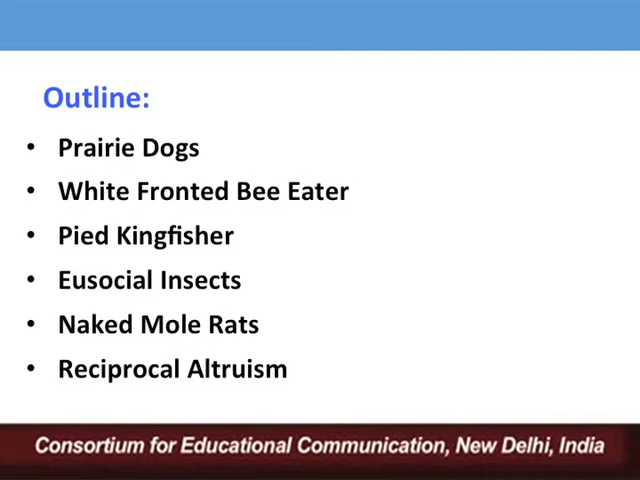 Outline:
• Prairie Dogs
• White Fronted Bee Eater
• Pied Kingfisher
• Eusocial Insects
• Naked Mole Rats
• Reciprocal Altruism
Consortium for Educational Communication, New Delhi, India